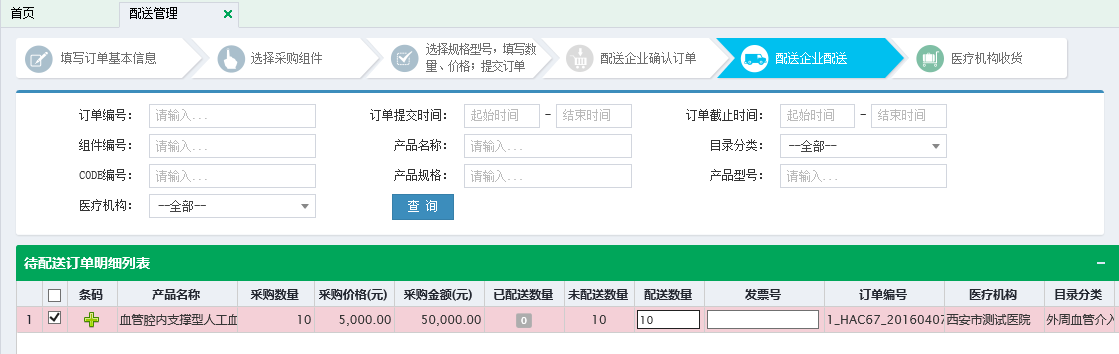 首页 配送管理
填写订单基本信息 选择采购组件 选择规格型号，填写数量、价格；提交订单 配送企业确认订单 配送企业配送 医疗机构收货
订单编号： 请输入... 订单提交时间： 起始时间 - 结束时间 订单截止时间： 起始时间 - 结束时间
组件编号： 请输入... 产品名称： 请输入... 目录分类： --全部--
CODE编号： 请输入... 产品规格： 请输入... 产品型号： 请输入...
医疗机构： --全部-- 查 询
待配送订单明细列表
条码 产品名称 采购数量 采购价格(元) 采购金额(元) 已配送数量 未配送数量 配送数量 发票号 订单编号 医疗机构 目录分类
1 血管腔内支撑型人工血 10 5,000.00 50,000.00 0 10 10 1_HAC67_20160407 西安市测试医院 外周血管介入